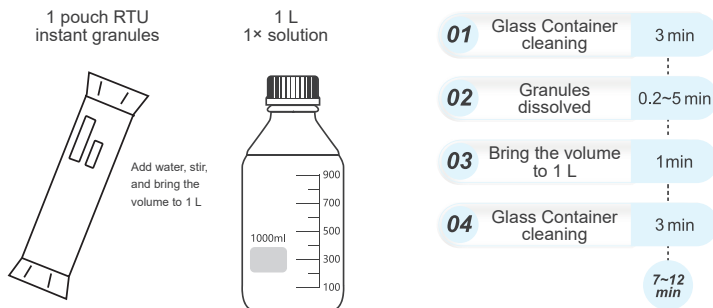 1 pouch RTU
instant granules
1 L
1× solution
Add water, stir,
and bring the
volume to 1 L
1000ml
900
700
500
300
100
01 Glass Container
cleaning
3 min
02 Granules
dissolved
0.2~5 min
03 Bring the volume
to 1 L
1min
04 Glass Container
cleaning
3 min
7~12
min